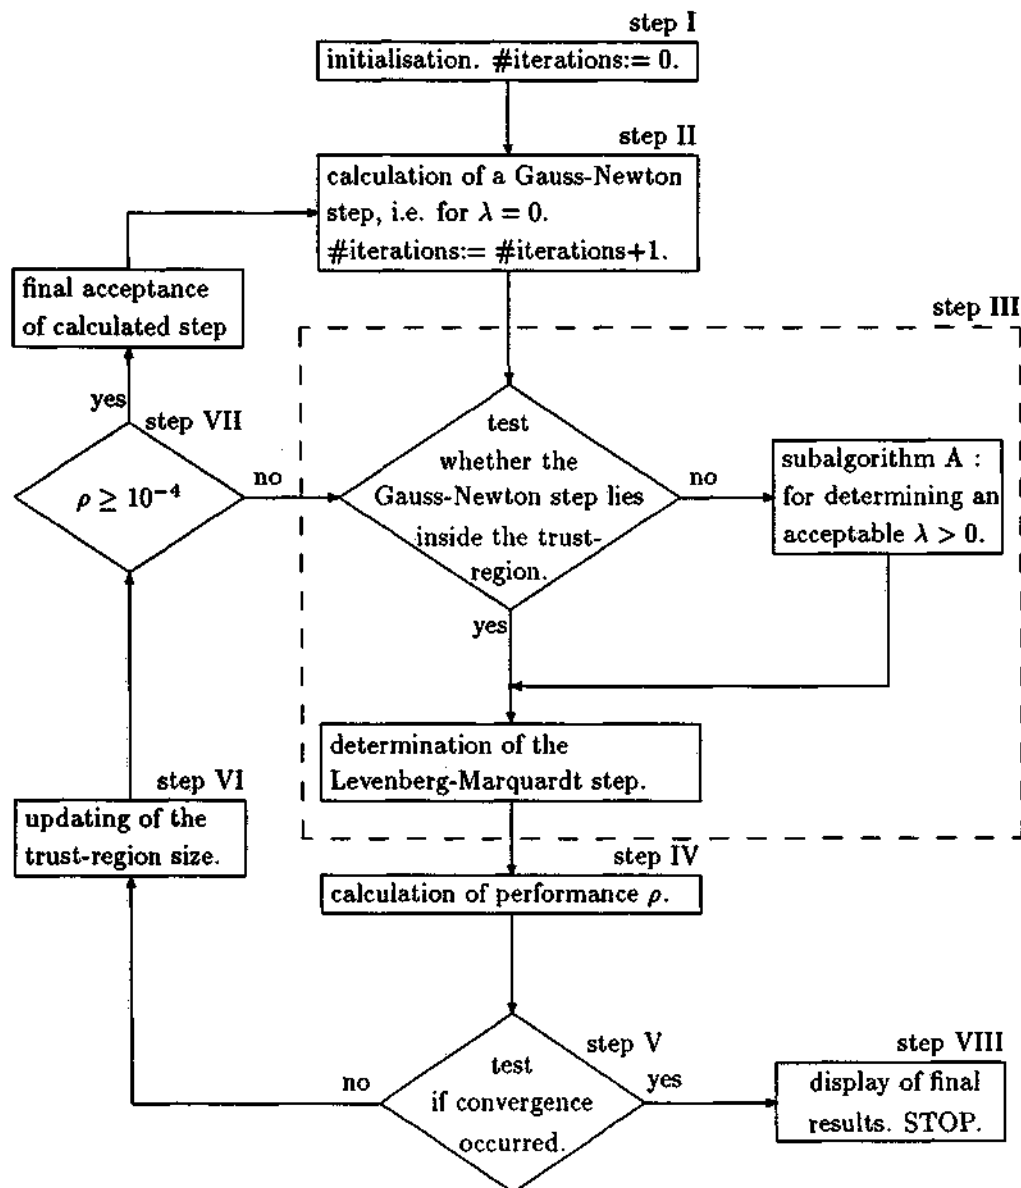 step I
initialisation. #iterations:= 0.
step II
calculation of a Gauss-Newton
step, i.e. for λ = 0.
#iterations:= #iterations+1.
final acceptance
of calculated step
step III
yes
step VII
ρ ≥ 10⁻⁴
no
test
whether the
Gauss-Newton step lies
inside the trust-
region.
no
subalgorithm A :
for determining an
acceptable λ > 0.
yes
determination of the
Levenberg-Marquardt step.
step VI
updating of the
trust-region size.
step IV
calculation of performance ρ.
step V
no
test
if convergence
occurred.
yes
step VIII
display of final
results. STOP.